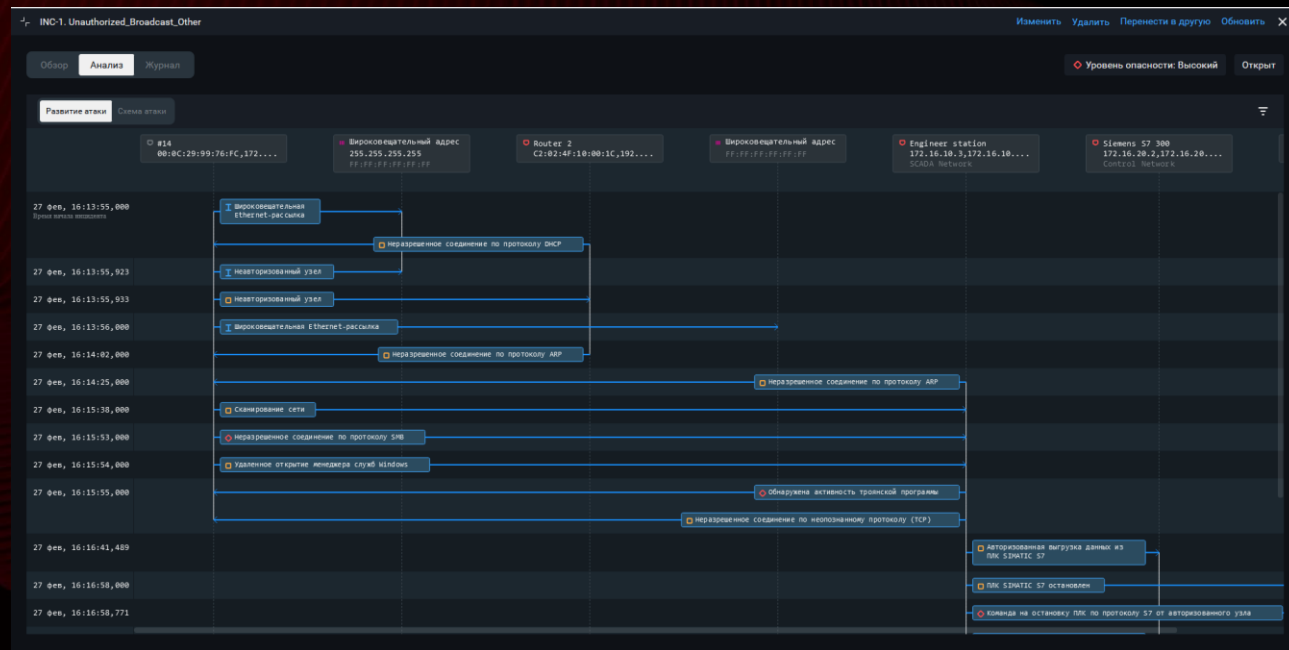 INC-1. Unauthorized_Broadcast_Other
Изменить Удалить Перенести в другую Обновить
Обзор Анализ Журнал
Уровень опасности: Высокий Открыт
Развитие атаки Схема атаки
#14
00:0C:29:99:76:FC,172....
Широковещательный адрес
255.255.255.255
FF:FF:FF:FF:FF:FF
Router 2
C2:02:4F:10:00:1C,192....
Широковещательный адрес
FF:FF:FF:FF:FF:FF
Engineer station
172.16.10.3,172.16.10....
SCADA Network
Siemens S7 300
172.16.20.2,172.16.20....
Control Network
27 фев, 16:13:55,000
Время начала инцидента
Широковещательная
Ethernet-рассылка
Неразрешенное соединение по протоколу DHCP
27 фев, 16:13:55,923
Неавторизованный узел
27 фев, 16:13:55,933
Неавторизованный узел
27 фев, 16:13:56,000
Широковещательная Ethernet-рассылка
27 фев, 16:14:02,000
Неразрешенное соединение по протоколу ARP
27 фев, 16:14:25,000
Неразрешенное соединение по протоколу ARP
27 фев, 16:15:38,000
Сканирование сети
27 фев, 16:15:53,000
Неразрешенное соединение по протоколу SMB
27 фев, 16:15:54,000
Удаленное открытие менеджера служб Windows
27 фев, 16:15:55,000
Обнаружена активность троянской программы
Неразрешенное соединение по неопознанному протоколу (TCP)
27 фев, 16:16:41,489
Авторизованная выгрузка данных из
ПЛК SIMATIC S7
27 фев, 16:16:58,000
ПЛК SIMATIC S7 остановлен
27 фев, 16:16:58,771
Команда на остановку ПЛК по протоколу S7 от авторизованного узла